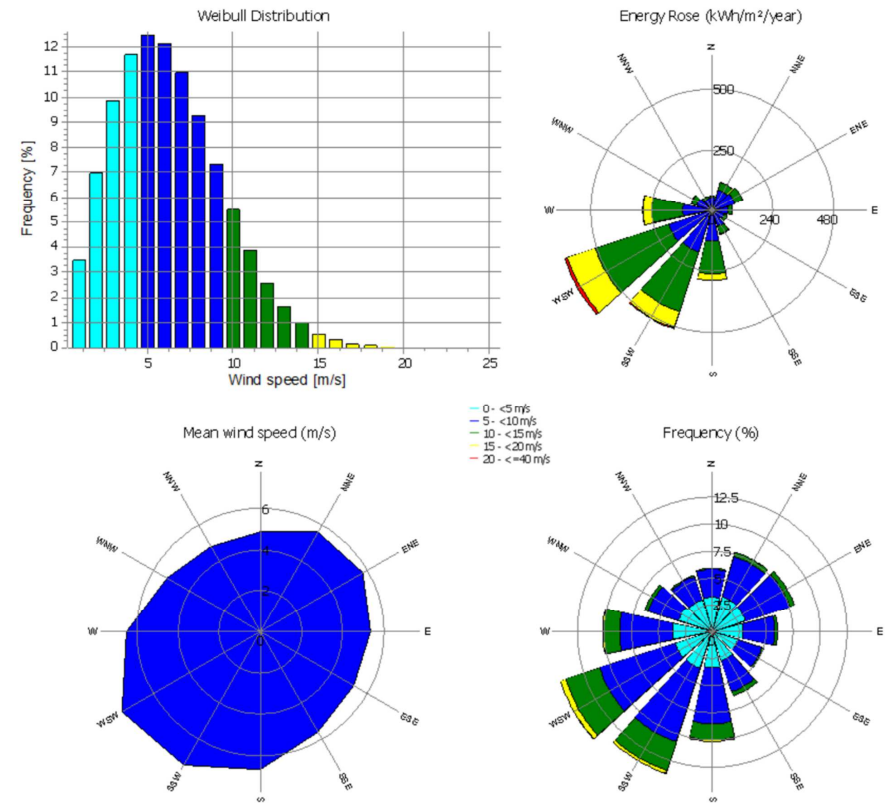 Weibull Distribution
Frequency [%]
12
11
10
9
8
7
6
5
4
3
2
1
0
5 10 15 20 25
Wind speed [m/s]
Energy Rose (kWh/m²/year)
N
NNW NNE
500
WNW ENE
250
W E
240 480
WSW ESE
SSW SSE
S
0 - <5 m/s
5 - <10 m/s
10 - <15 m/s
15 - <20 m/s
20 - <=40 m/s
Mean wind speed (m/s)
N
NNW NNE
6
WNW ENE
4
2
W E
0
WSW ESE
SSW SSE
S
Frequency (%)
N
NNW NNE
12.5
10
WNW ENE
7.5
2.5
W E
0
WSW ESE
SSW SSE
S